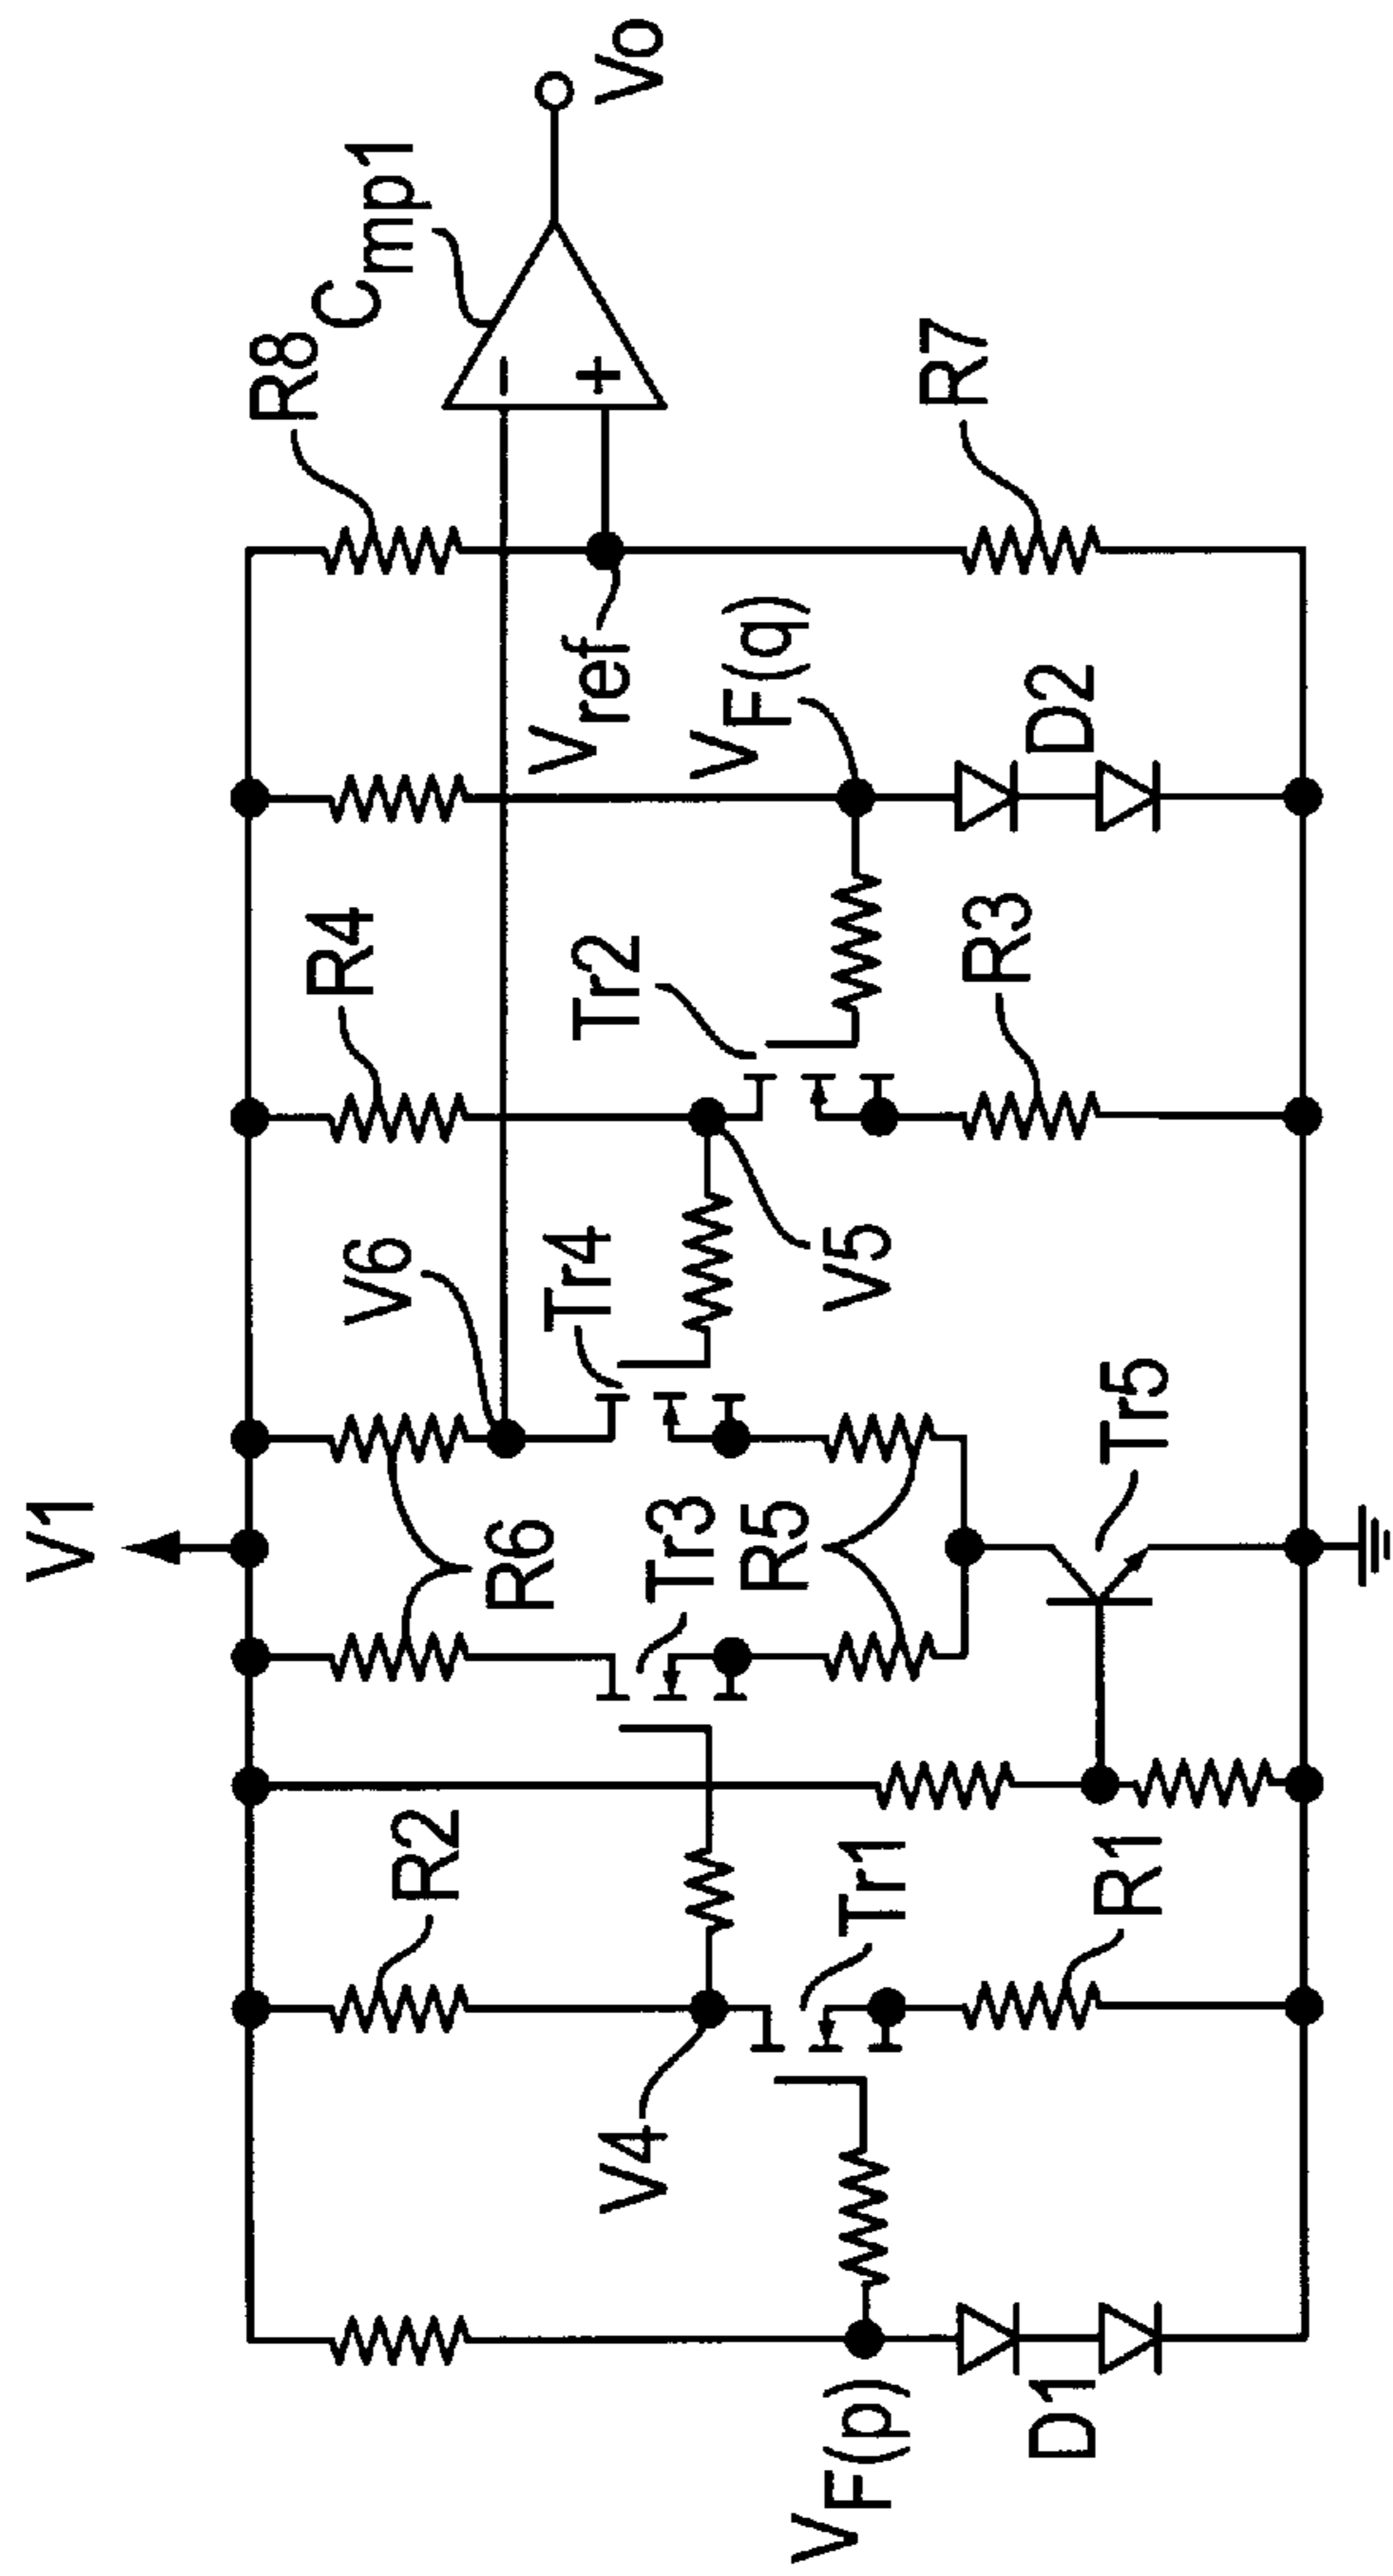 V1
R2
R6
V6
R4
R8
Cmp1
Vo
V4
Tr1
Tr3
Tr4
Tr2
Vref
VF(p)
R5
V5
VF(q)
D1
R1
Tr5
R3
D2
R7
−
+